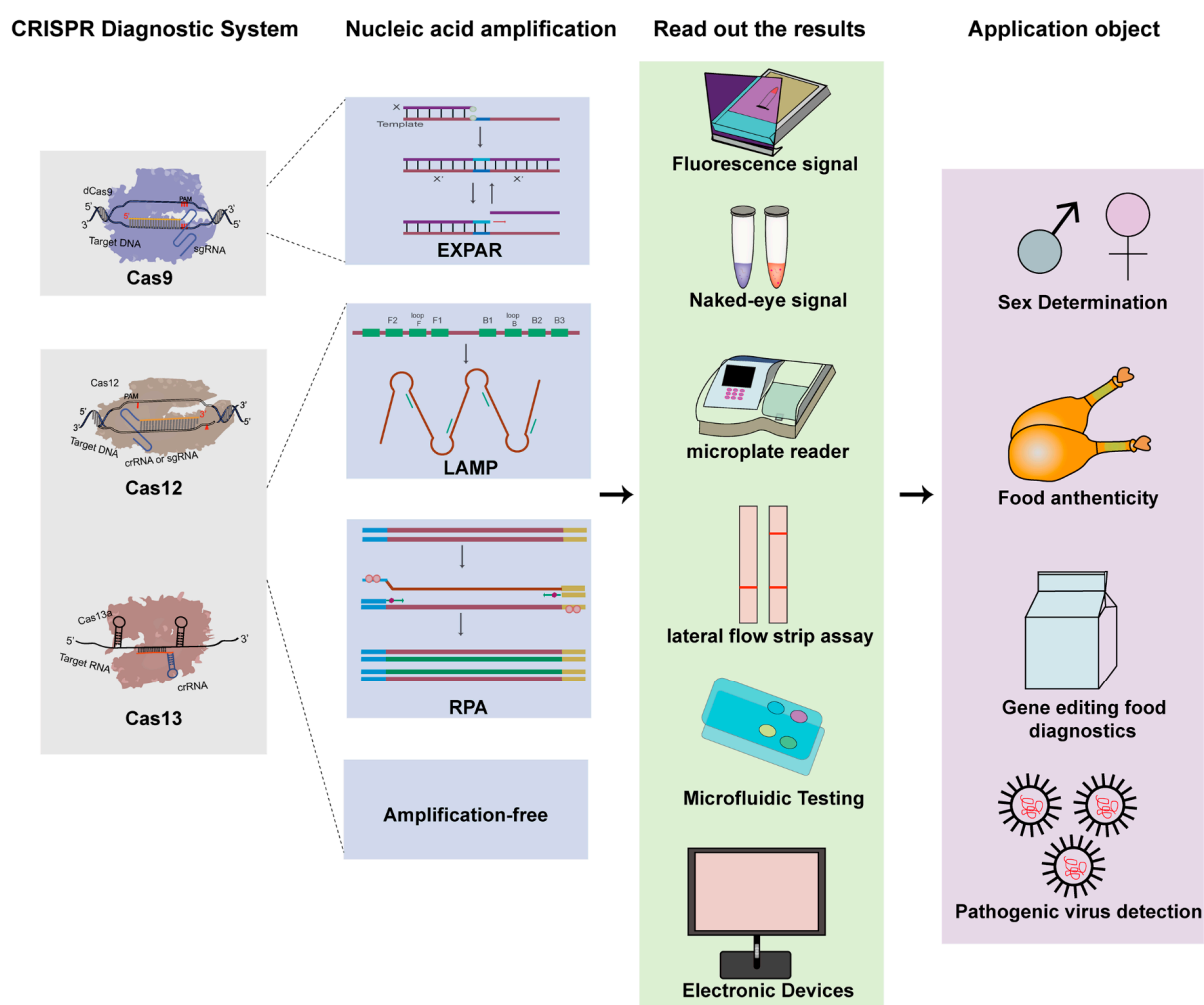 CRISPR Diagnostic System
Nucleic acid amplification
Read out the results
Application object
dCas9
PAM
5'
3'
3'
5'
5'
Target DNA
sgRNA
Cas9
Cas12
PAM
5'
3'
3'
3'
5'
Target DNA
crRNA or sgRNA
Cas12
Cas13a
5'
3'
Target RNA
crRNA
Cas13
X
Template
X'
X'
EXPAR
F2
loop
F
F1
B1
loop
B
B2
B3
LAMP
RPA
Amplification-free
Fluorescence signal
Naked-eye signal
microplate reader
lateral flow strip assay
Microfluidic Testing
Electronic Devices
Sex Determination
Food anthenticity
Gene editing food
diagnostics
Pathogenic virus detection